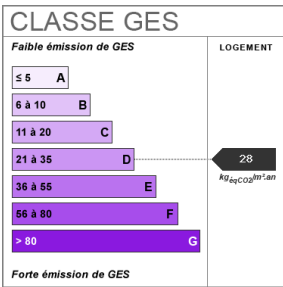 CLASSE GES
Faible émission de GES
LOGEMENT
≤ 5 A
6 à 10 B
11 à 20 C
21 à 35 D
28
kgéqCO2/m².an
36 à 55 E
56 à 80 F
> 80 G
Forte émission de GES